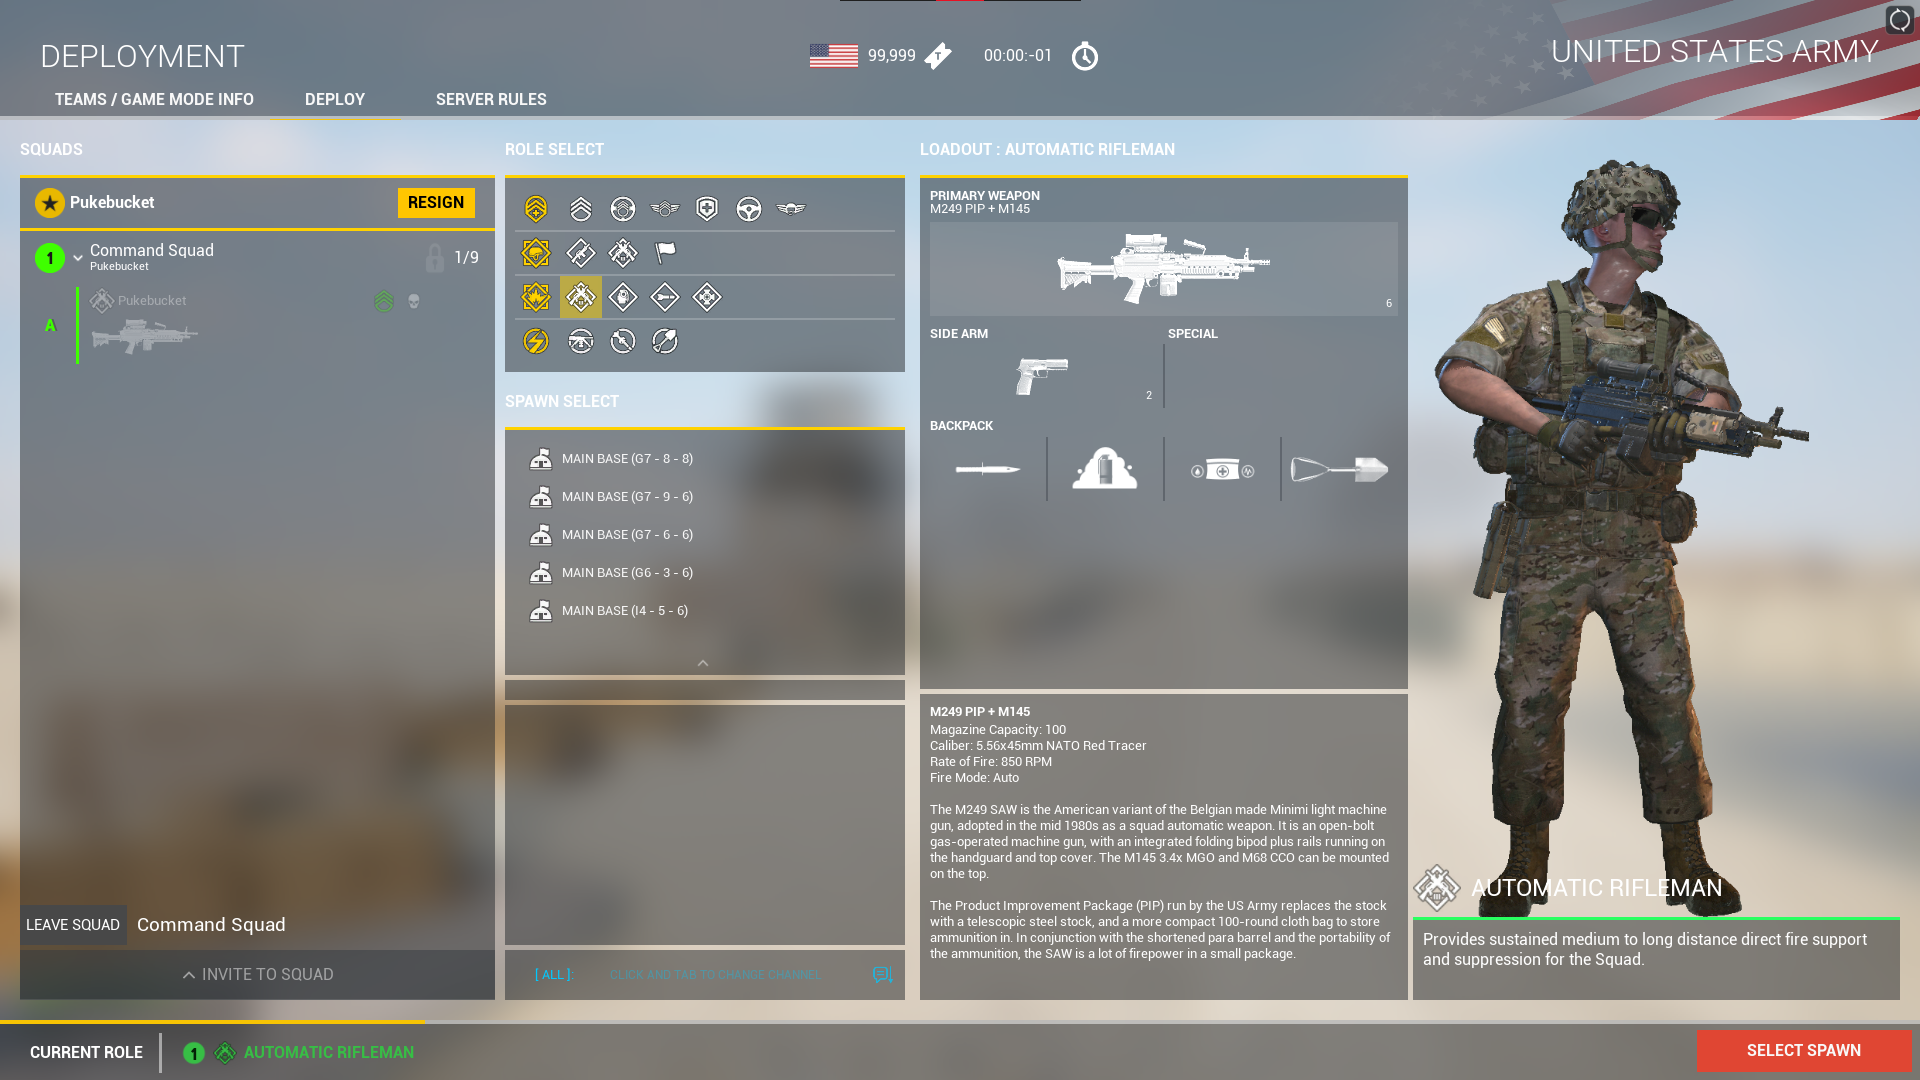 DEPLOYMENT
99,999
00:00:-01
UNITED STATES ARMY
TEAMS / GAME MODE INFO
DEPLOY
SERVER RULES
SQUADS
Pukebucket
RESIGN
1
Command Squad
Pukebucket
1/9
A
Pukebucket
LEAVE SQUAD
Command Squad
INVITE TO SQUAD
ROLE SELECT
SPAWN SELECT
MAIN BASE (G7 - 8 - 8)
MAIN BASE (G7 - 9 - 6)
MAIN BASE (G7 - 6 - 6)
MAIN BASE (G6 - 3 - 6)
MAIN BASE (I4 - 5 - 6)
[ ALL ]:
CLICK AND TAB TO CHANGE CHANNEL
LOADOUT : AUTOMATIC RIFLEMAN
PRIMARY WEAPON
M249 PIP + M145
6
SIDE ARM
SPECIAL
2
BACKPACK
M249 PIP + M145
Magazine Capacity: 100
Caliber: 5.56x45mm NATO Red Tracer
Rate of Fire: 850 RPM
Fire Mode: Auto
The M249 SAW is the American variant of the Belgian made Minimi light machine
gun, adopted in the mid 1980s as a squad automatic weapon. It is an open-bolt
gas-operated machine gun, with an integrated folding bipod plus rails running on
the handguard and top cover. The M145 3.4x MGO and M68 CCO can be mounted
on the top.
The Product Improvement Package (PIP) run by the US Army replaces the stock
with a telescopic steel stock, and a more compact 100-round cloth bag to store
ammunition in. In conjunction with the shortened para barrel and the portability of
the ammunition, the SAW is a lot of firepower in a small package.
AUTOMATIC RIFLEMAN
Provides sustained medium to long distance direct fire support
and suppression for the Squad.
CURRENT ROLE
1
AUTOMATIC RIFLEMAN
SELECT SPAWN